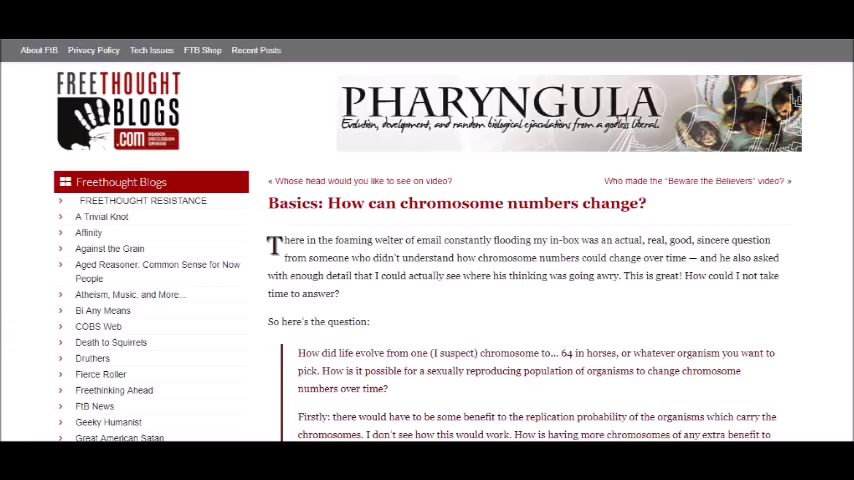 About FtB Privacy Policy Tech Issues FTB Shop Recent Posts
FREETHOUGHT
BLOGS
.COM REASON
DISCUSSION
OPINION
PHARYNGULA
Evolution, development, and random biological ejaculations from a godless liberal.
Freethought Blogs
FREETHOUGHT RESISTANCE
A Trivial Knot
Affinity
Against the Grain
Aged Reasoner: Common Sense for Now
People
Atheism, Music, and More...
Bi Any Means
COBS Web
Death to Squirrels
Druthers
Fierce Roller
Freethinking Ahead
FtB News
Geeky Humanist
Great American Satan
« Whose head would you like to see on video?
Who made the "Beware the Believers" video? »
Basics: How can chromosome numbers change?
There in the foaming welter of email constantly flooding my in-box was an actual, real, good, sincere question
from someone who didn't understand how chromosome numbers could change over time — and he also asked
with enough detail that I could actually see where his thinking was going awry. This is great! How could I not take
time to answer?
So here's the question:
How did life evolve from one (I suspect) chromosome to... 64 in horses, or whatever organism you want to
pick. How is it possible for a sexually reproducing population of organisms to change chromosome
numbers over time?
Firstly: there would have to be some benefit to the replication probability of the organisms which carry the
chromosomes. I don't see how this would work. How is having more chromosomes of any extra benefit to